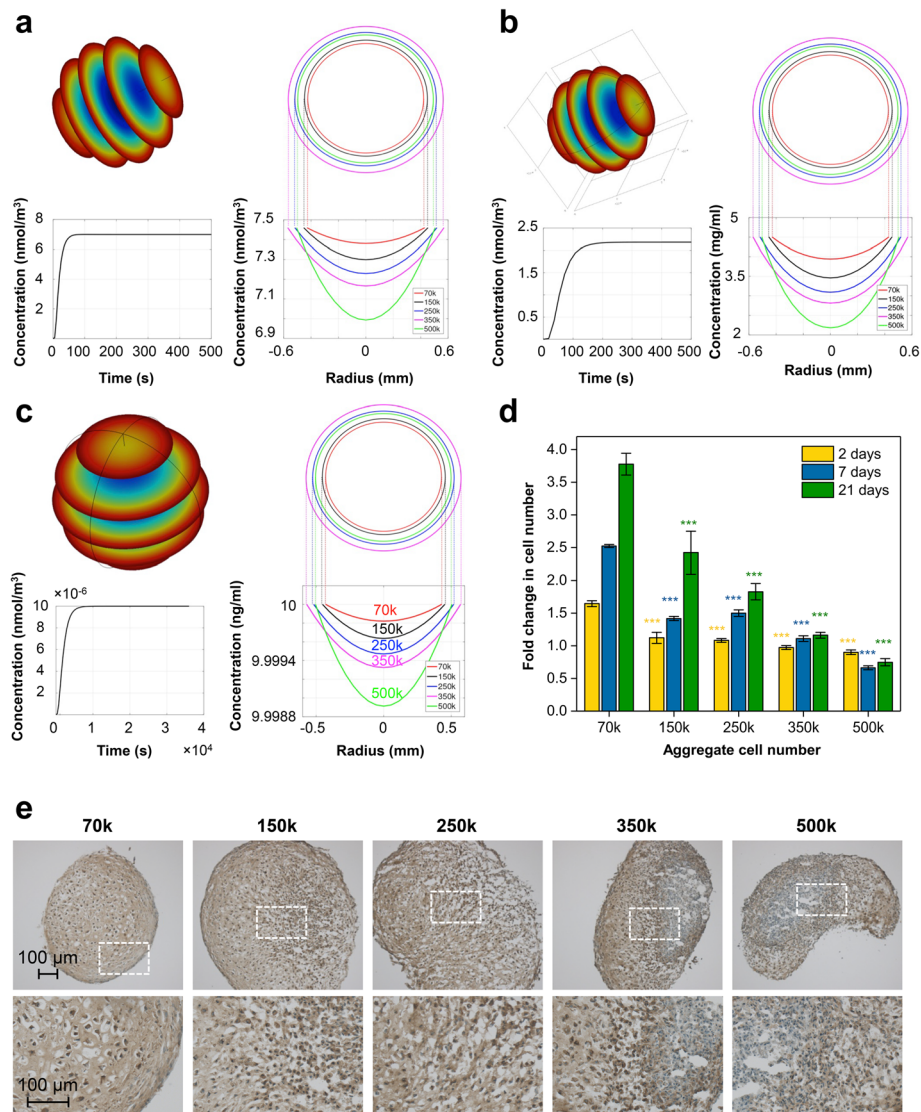 a
b
Concentration (nmol/m³)
8
6
4
2
0 100 200 300 400 500
Time (s)
Concentration (nmol/m³)
7.5
7.3
7.1
6.9
-0.6 0 0.6
Radius (mm)
70k
150k
250k
350k
500k
Concentration (nmol/m³)
2.5
2
1.5
0.5
0 100 200 300 400 500
Time (s)
Concentration (mg/ml)
5
3.5
2
-0.6 0 0.6
Radius (mm)
70k
150k
250k
350k
500k
c
d
×10⁻⁶
Concentration (nmol/m³)
10
8
6
4
2
0 1 2 3 4
×10⁴
Time (s)
Concentration (ng/ml)
10
9.9994
9.9988
70k
150k
250k
350k
500k
70k
150k
250k
350k
500k
-0.5 0 0.5
Radius (mm)
Fold change in cell number
4.0
3.5
3.0
2.5
2.0
1.5
1.0
0.5
0.0
2 days
7 days
21 days
*** *** ***
*** *** ***
*** *** ***
*** ***
70k 150k 250k 350k 500k
Aggregate cell number
e
70k 150k 250k 350k 500k
100 µm
100 µm